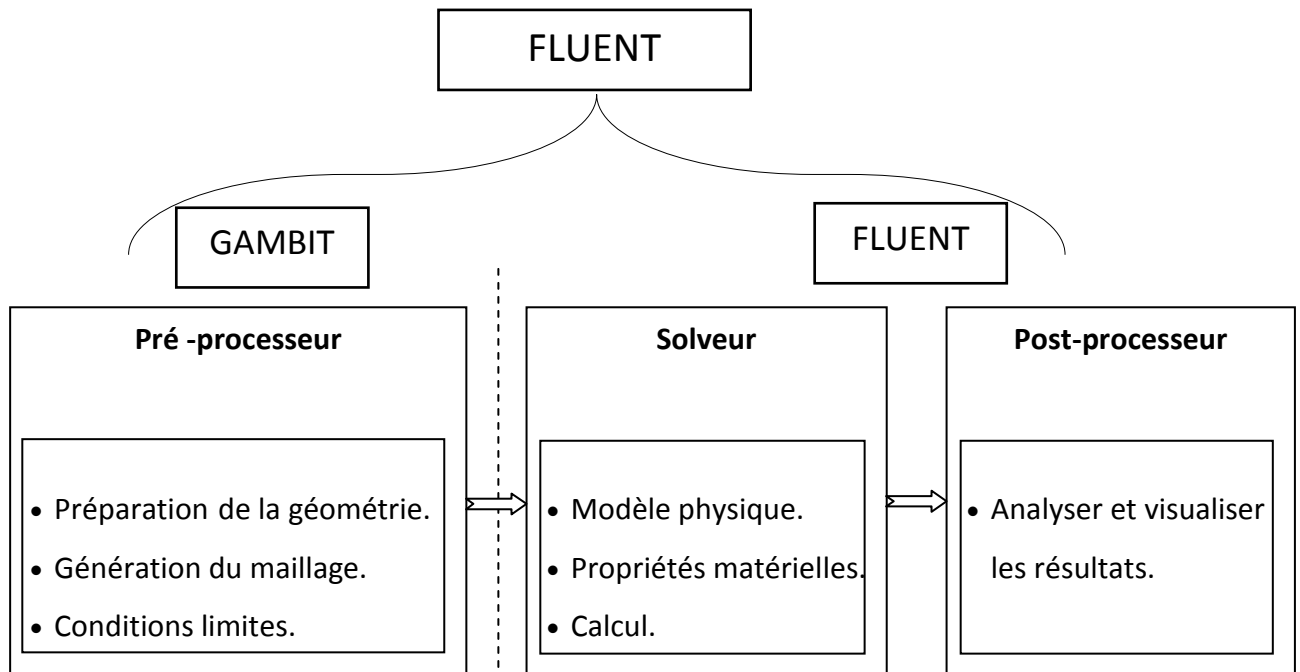 FLUENT
GAMBIT
FLUENT
Pré -processeur
• Préparation de la géométrie.
• Génération du maillage.
• Conditions limites.
Solveur
• Modèle physique.
• Propriétés matérielles.
• Calcul.
Post-processeur
• Analyser et visualiser
les résultats.